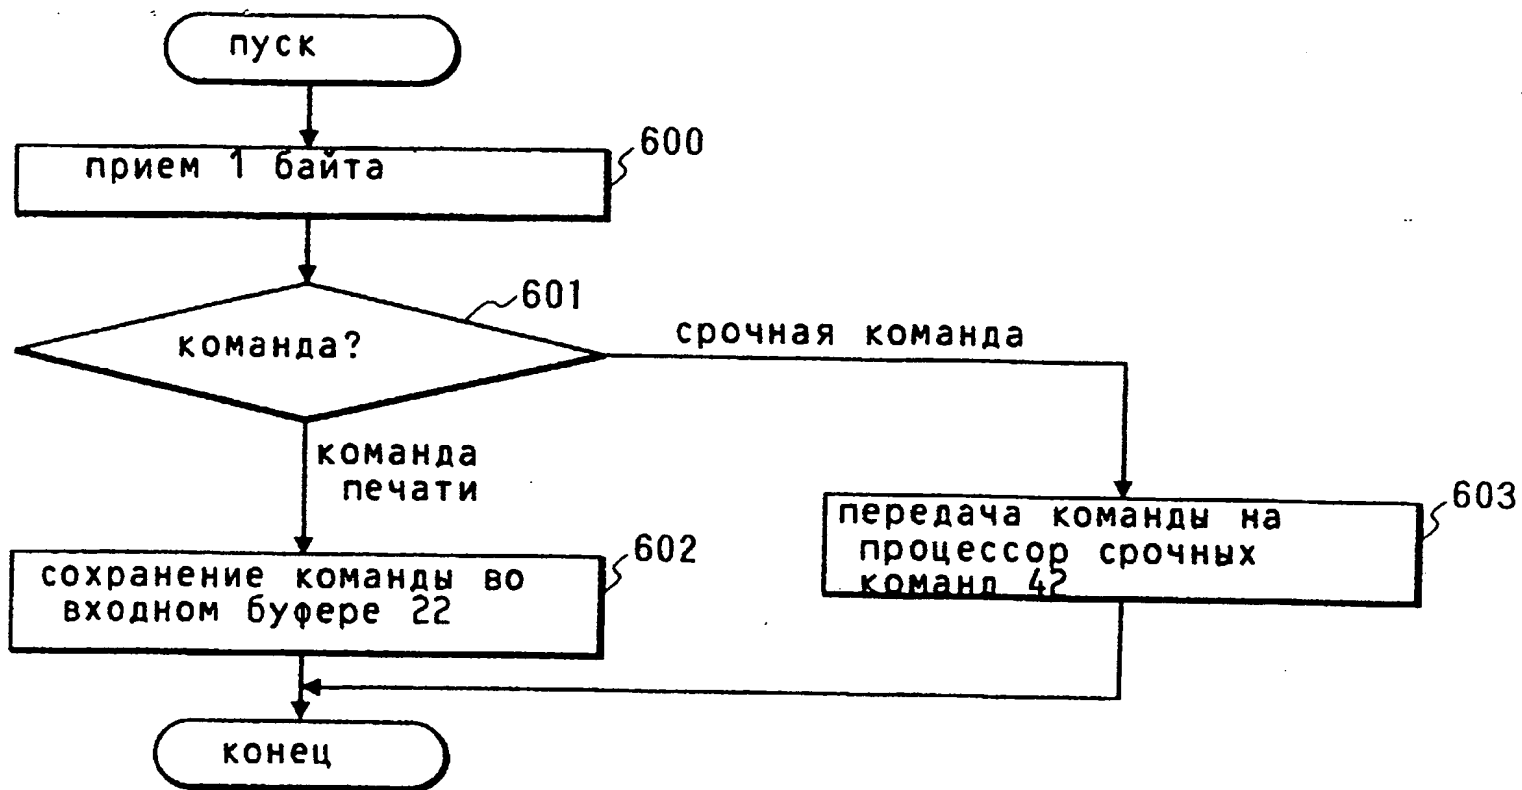 пуск
прием 1 байта
600
601
команда?
срочная команда
команда
печати
603
передача команды на
процессор срочных
команд 42
602
сохранение команды во
входном буфере 22
конец